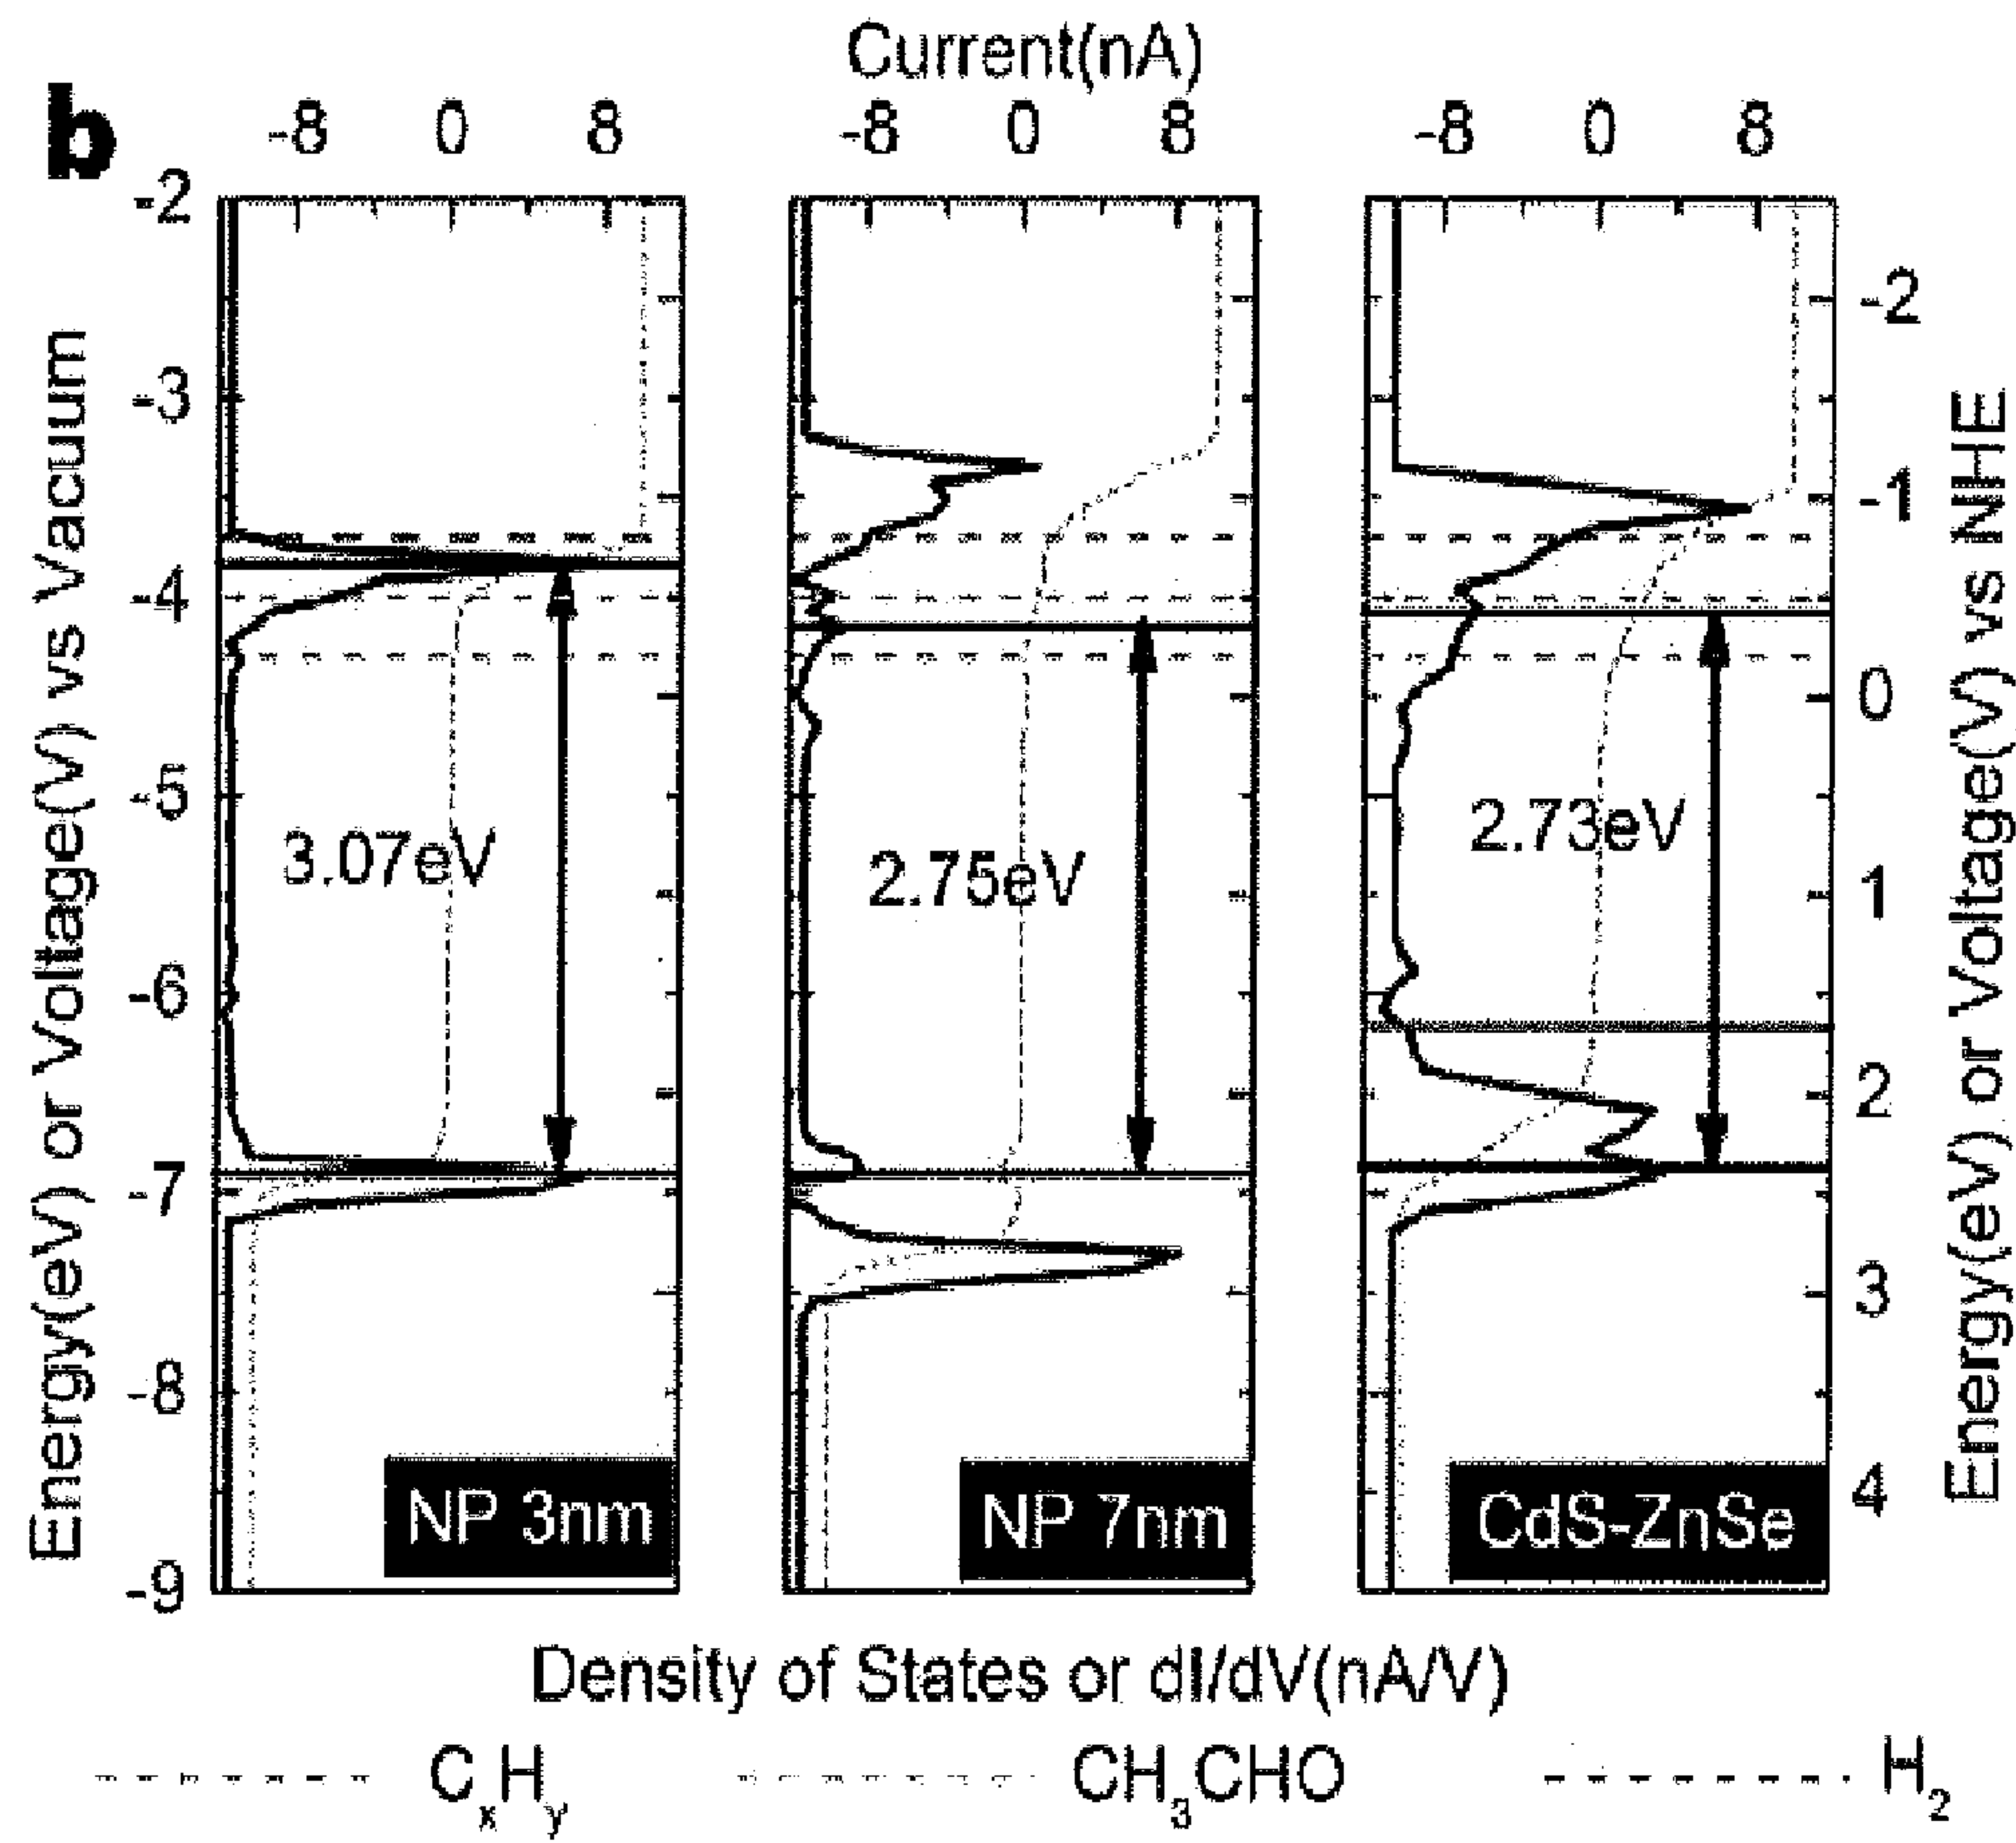 b
Current(nA)
-8 0 8 -8 0 8 -8 0 8
Energy(eV) or Voltage(V) vs Vacuum
-2
-3
-4
-5
-6
-7
-8
-9
3.07eV
2.75eV
2.73eV
NP 3nm
NP 7nm
CdS-ZnSe
-2
-1
0
1
2
3
4
Energy(eV) or Voltage(V) vs NHE
Density of States or dI/dV(nA/V)
CxHy CH3CHO H2